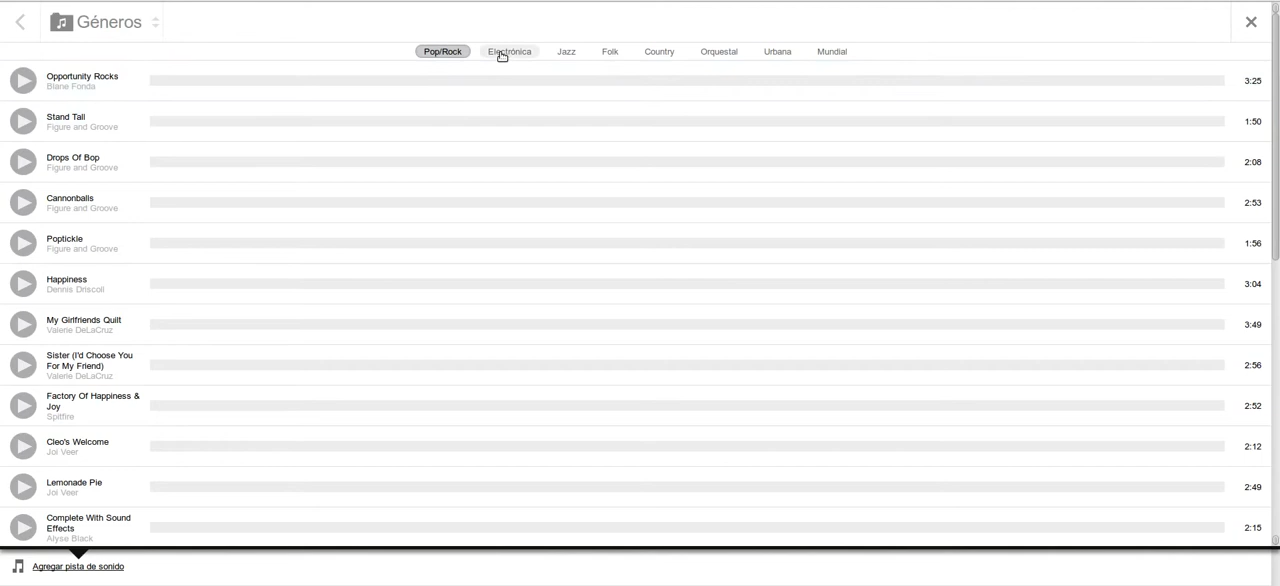 Géneros
Pop/Rock Electrónica Jazz Folk Country Orquestal Urbana Mundial
Opportunity Rocks
Blane Fonda
3:25
Stand Tall
Figure and Groove
1:50
Drops Of Bop
Figure and Groove
2:08
Cannonballs
Figure and Groove
2:53
Poptickle
Figure and Groove
1:56
Happiness
Dennis Driscoll
3:04
My Girlfriends Quilt
Valerie DeLaCruz
3:49
Sister (I'd Choose You
For My Friend)
Valerie DeLaCruz
2:56
Factory Of Happiness &
Joy
Spitfire
2:52
Cleo's Welcome
Joi Veer
2:12
Lemonade Pie
Joi Veer
2:49
Complete With Sound
Effects
Alyse Black
2:15
Agregar pista de sonido